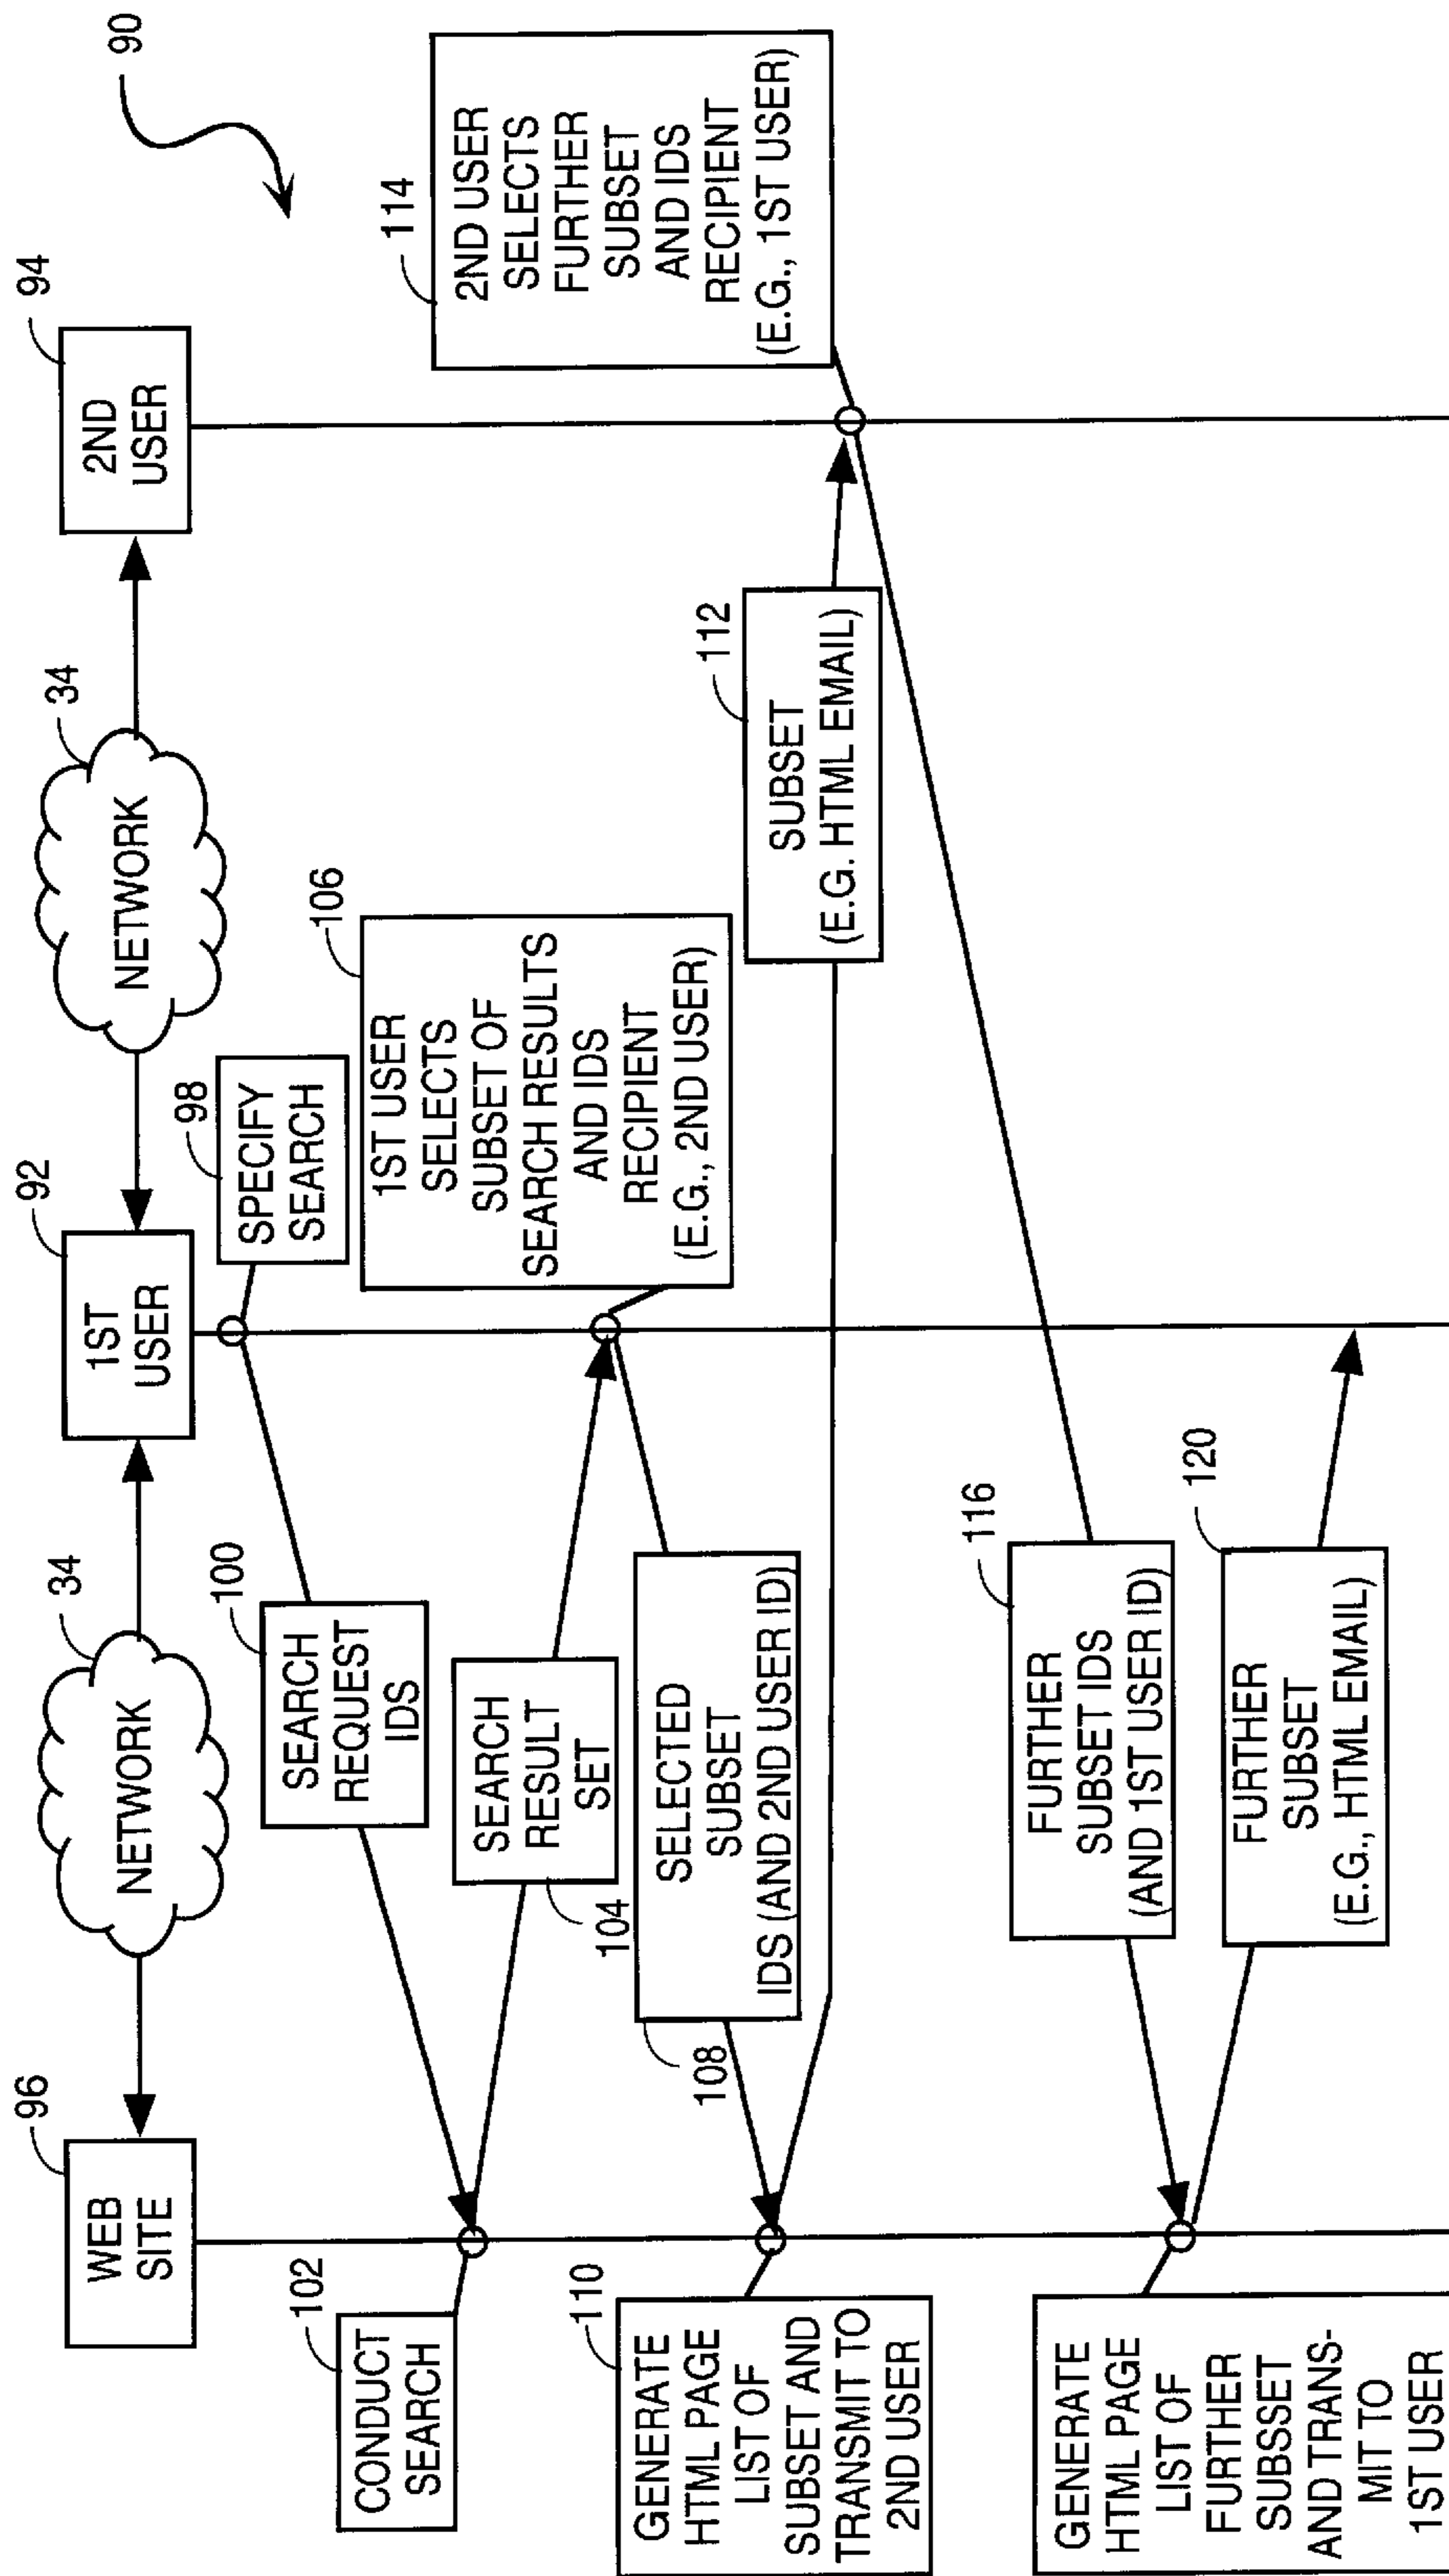 90
96
WEB
SITE
34
NETWORK
92
1ST
USER
34
NETWORK
94
2ND
USER
98
SPECIFY
SEARCH
100
SEARCH
REQUEST
IDS
102
CONDUCT
SEARCH
104
SEARCH
RESULT
SET
106
1ST USER
SELECTS
SUBSET OF
SEARCH RESULTS
AND IDS
RECIPIENT
(E.G., 2ND USER)
108
SELECTED
SUBSET
IDS (AND 2ND USER ID)
110
GENERATE
HTML PAGE
LIST OF
SUBSET AND
TRANSMIT TO
2ND USER
112
SUBSET
(E.G. HTML EMAIL)
114
2ND USER
SELECTS
FURTHER
SUBSET
AND IDS
RECIPIENT
(E.G., 1ST USER)
116
FURTHER
SUBSET IDS
(AND 1ST USER ID)
GENERATE
HTML PAGE
LIST OF
FURTHER
SUBSSET
AND TRANS-
MIT TO
1ST USER
120
FURTHER
SUBSET
(E.G., HTML EMAIL)